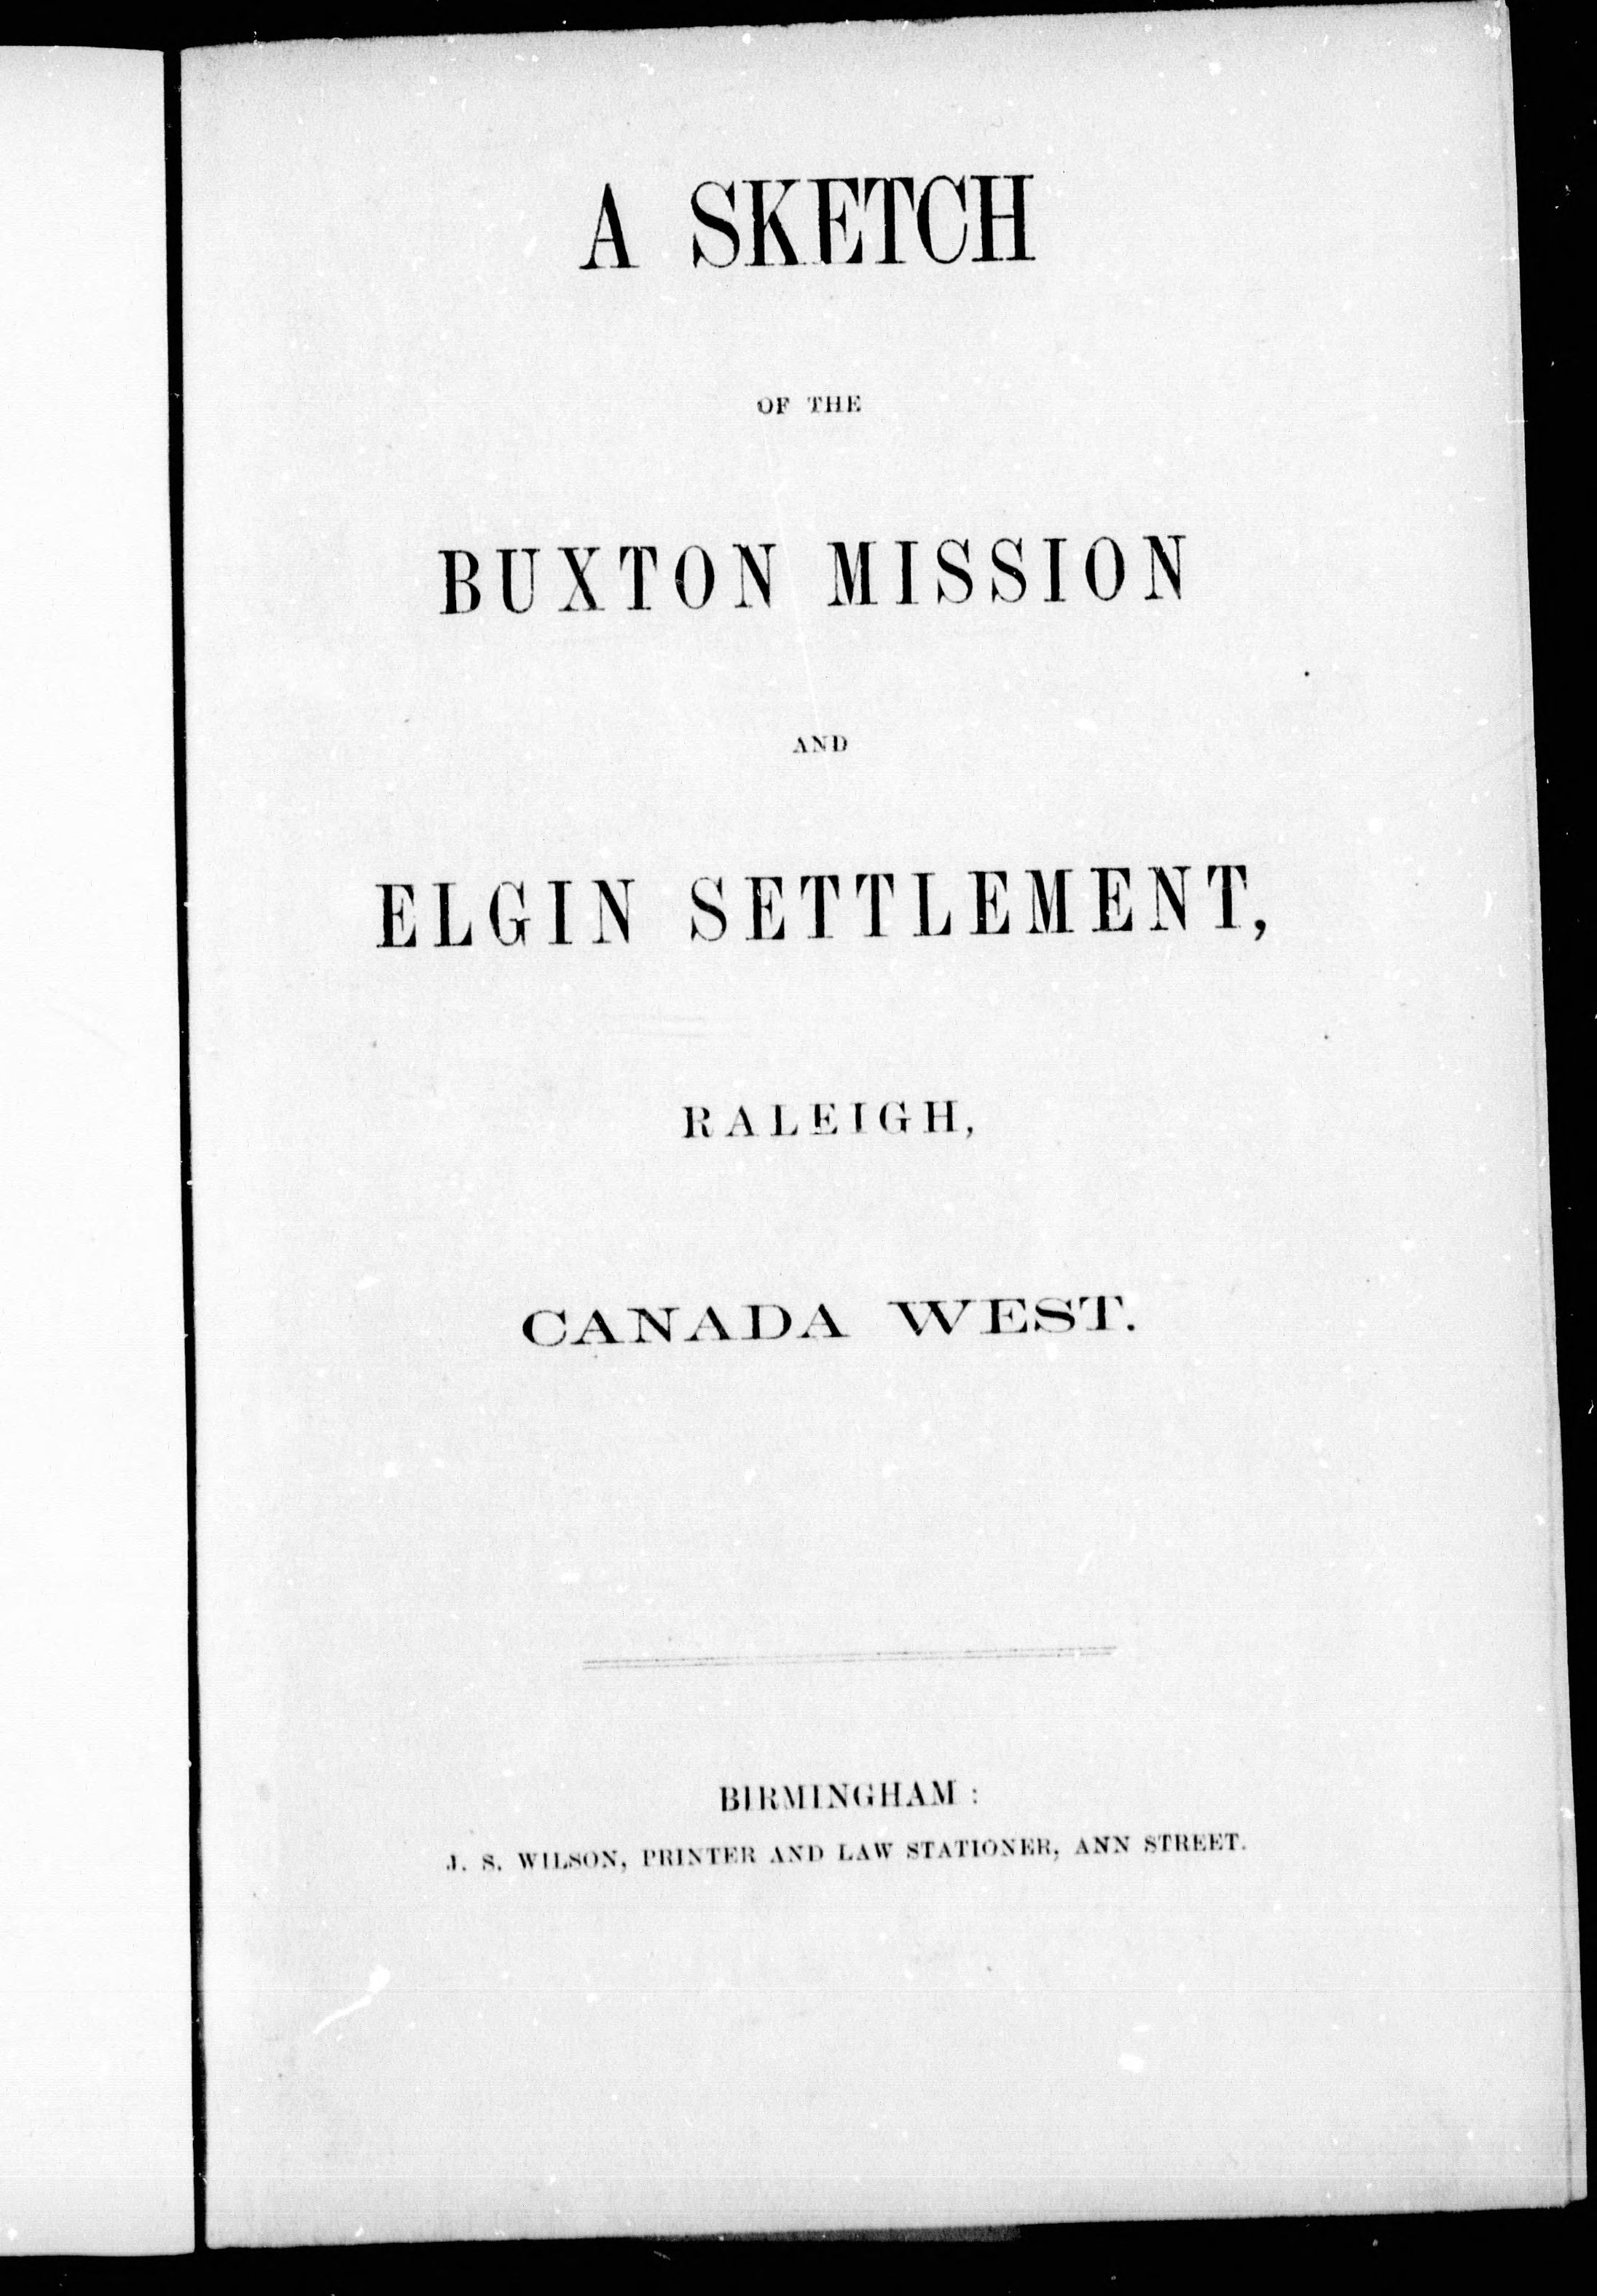 A SKETCH
OF THE
BUXTON MISSION
AND
ELGIN SETTLEMENT,
RALEIGH,
CANADA WEST.
BIRMINGHAM:
J. S. WILSON, PRINTER AND LAW STATIONER, ANN STREET.